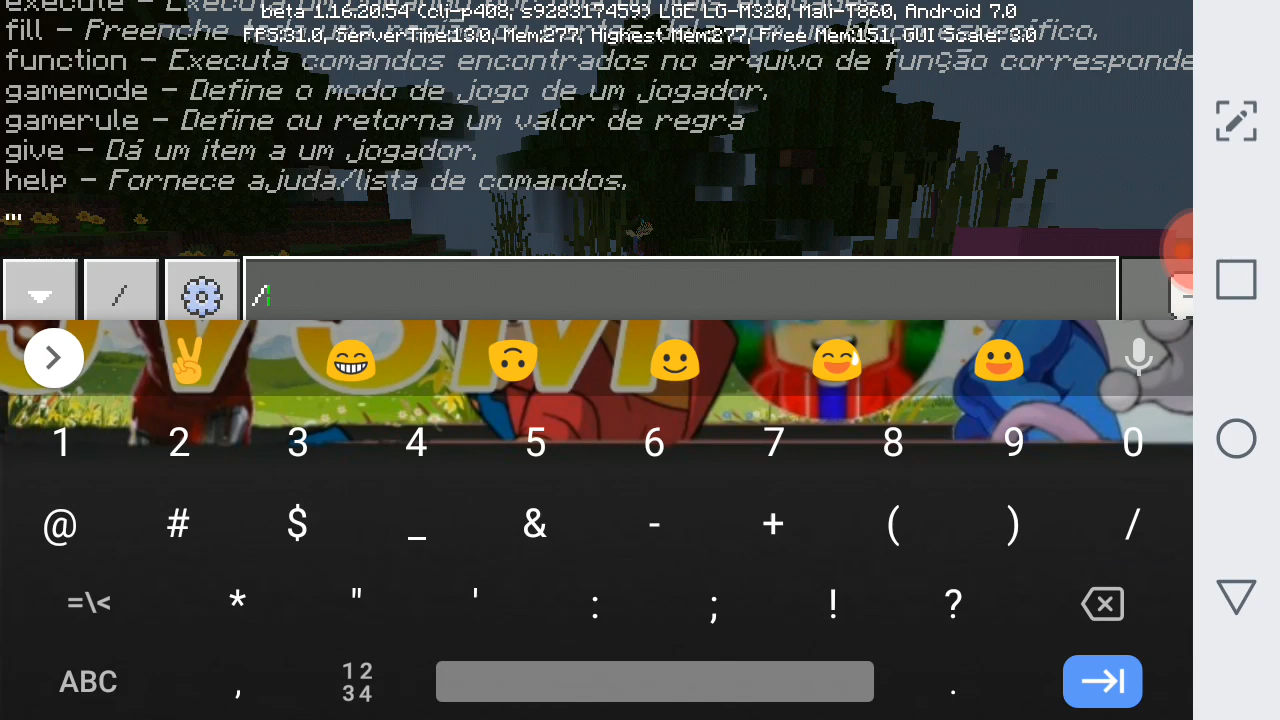 execute - Execu
beta 1.16.20.54 (clj-p408, s928317459) LGE LG-M320, Mali-T860, Android 7.0
fill - Preenche
FPS:31.0, ServerTime:13.0, Mem:277, Highest Mem:277, Free Mem:151, GUI Scale: 3.0
function - Executa comandos encontrados no arquivo de função corresponde
gamemode - Define o modo de jogo de um jogador.
gamerule - Define ou retorna um valor de regra
give - Dá um item a um jogador.
help - Fornece ajuda/lista de comandos.
...
/ /
1 2 3 4 5 6 7 8 9 0
@ # $ _ & - + ( ) /
=\< * " ' : ; ! ?
ABC , 12 34 .